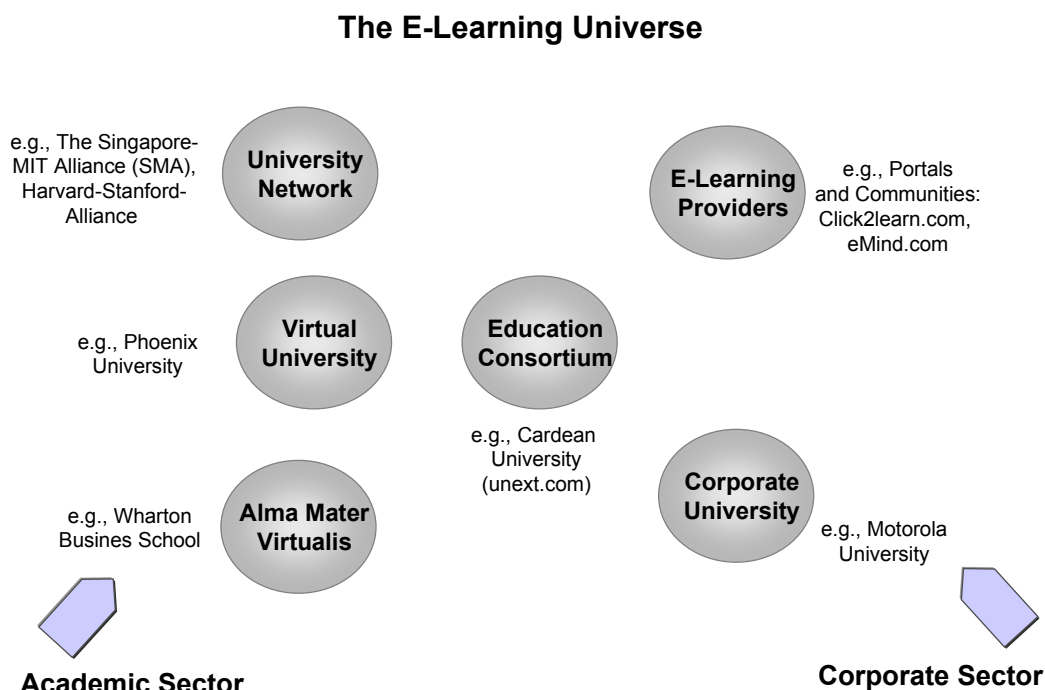 The E-Learning Universe
e.g., The Singapore-
MIT Alliance (SMA),
Harvard-Stanford-
Alliance
University
Network
E-Learning
Providers
e.g., Portals
and Communities:
Click2learn.com,
eMind.com
e.g., Phoenix
University
Virtual
University
Education
Consortium
e.g., Cardean
University
(unext.com)
e.g., Wharton
Busines School
Alma Mater
Virtualis
Corporate
University
e.g., Motorola
University
Academic Sector
Corporate Sector